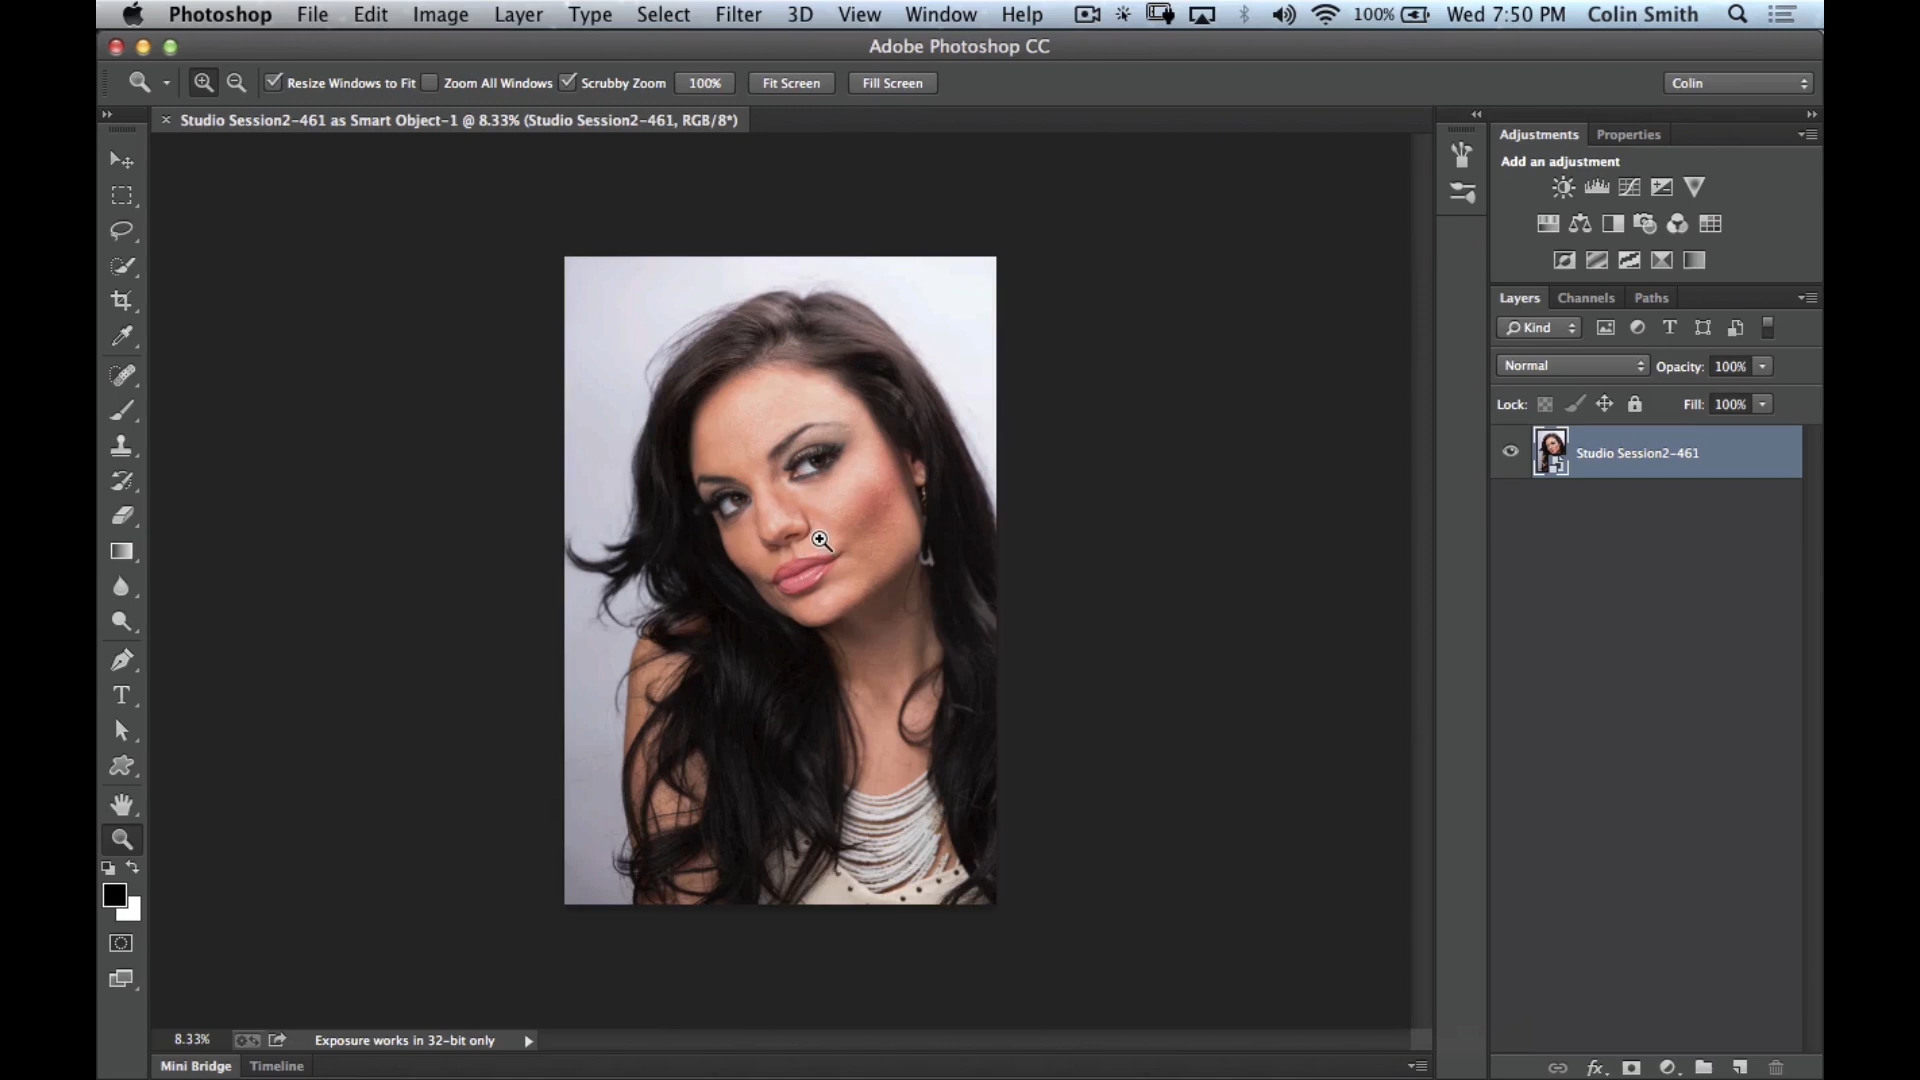 Photoshop File Edit Image Layer Type Select Filter 3D View Window Help 100% Wed 7:50 PM Colin Smith
Adobe Photoshop CC
Resize Windows to Fit Zoom All Windows Scrubby Zoom 100% Fit Screen Fill Screen Colin
Studio Session2-461 as Smart Object-1 @ 8.33% (Studio Session2-461, RGB/8*)
Adjustments Properties
Add an adjustment
Layers Channels Paths
Kind
Normal Opacity: 100%
Lock: Fill: 100%
Studio Session2-461
8.33% Exposure works in 32-bit only
Mini Bridge Timeline